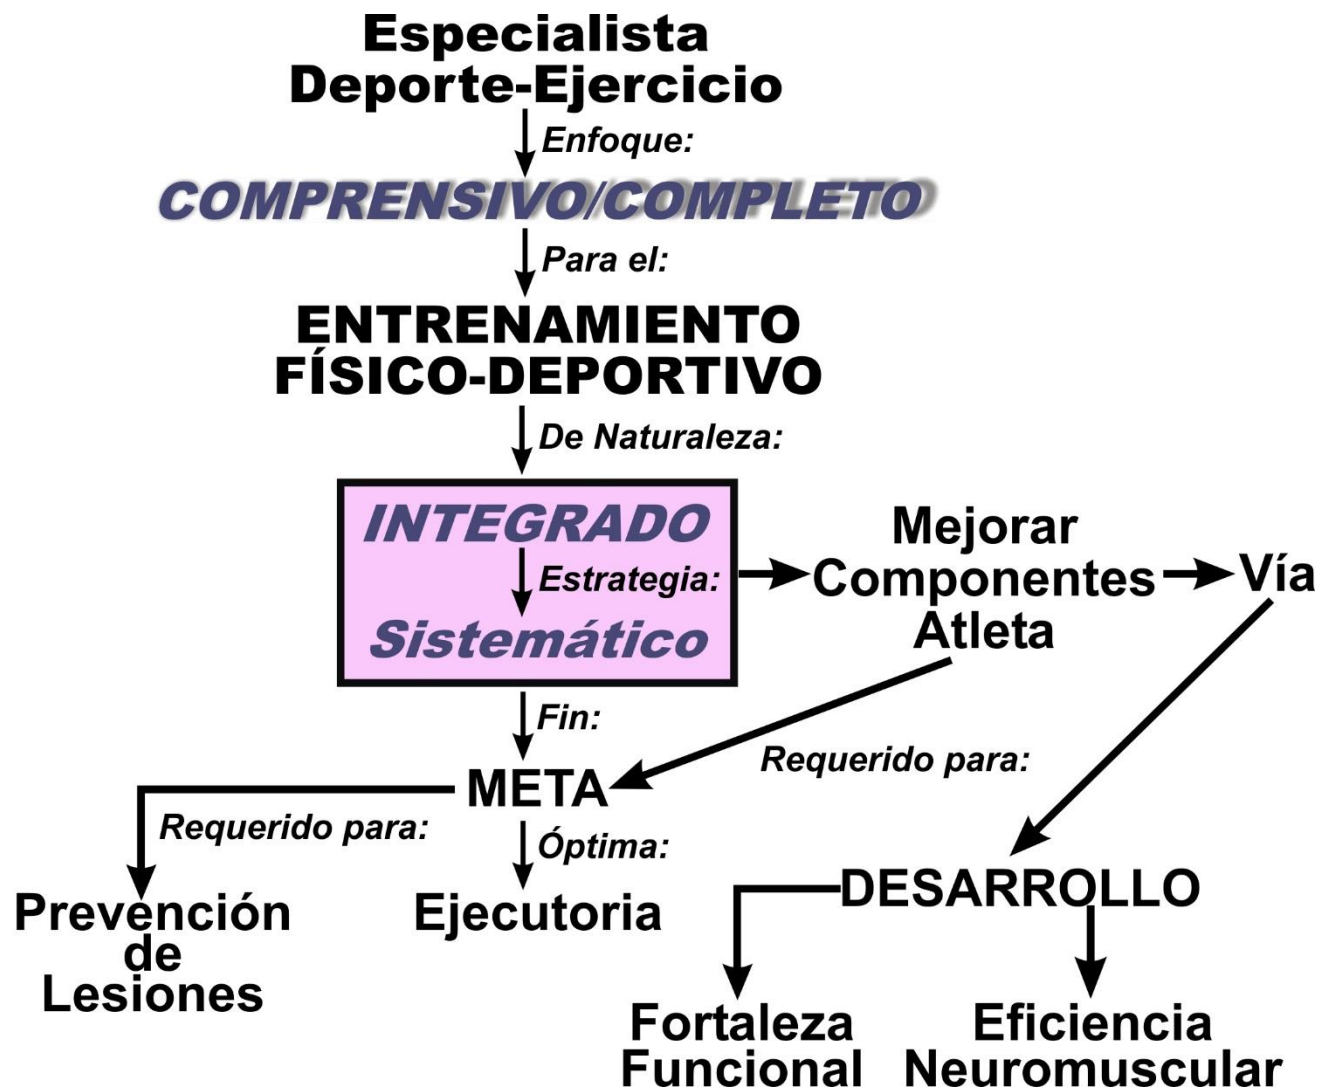 Especialista
Deporte-Ejercicio
Enfoque:
COMPRENSIVO/COMPLETO
Para el:
ENTRENAMIENTO
FÍSICO-DEPORTIVO
De Naturaleza:
INTEGRADO
Estrategia:
Sistemático
Mejorar
Componentes
Atleta
Vía
Fin:
META
Requerido para:
Requerido para:
Óptima:
Prevención
de
Lesiones
Ejecutoria
DESARROLLO
Fortaleza
Funcional
Eficiencia
Neuromuscular